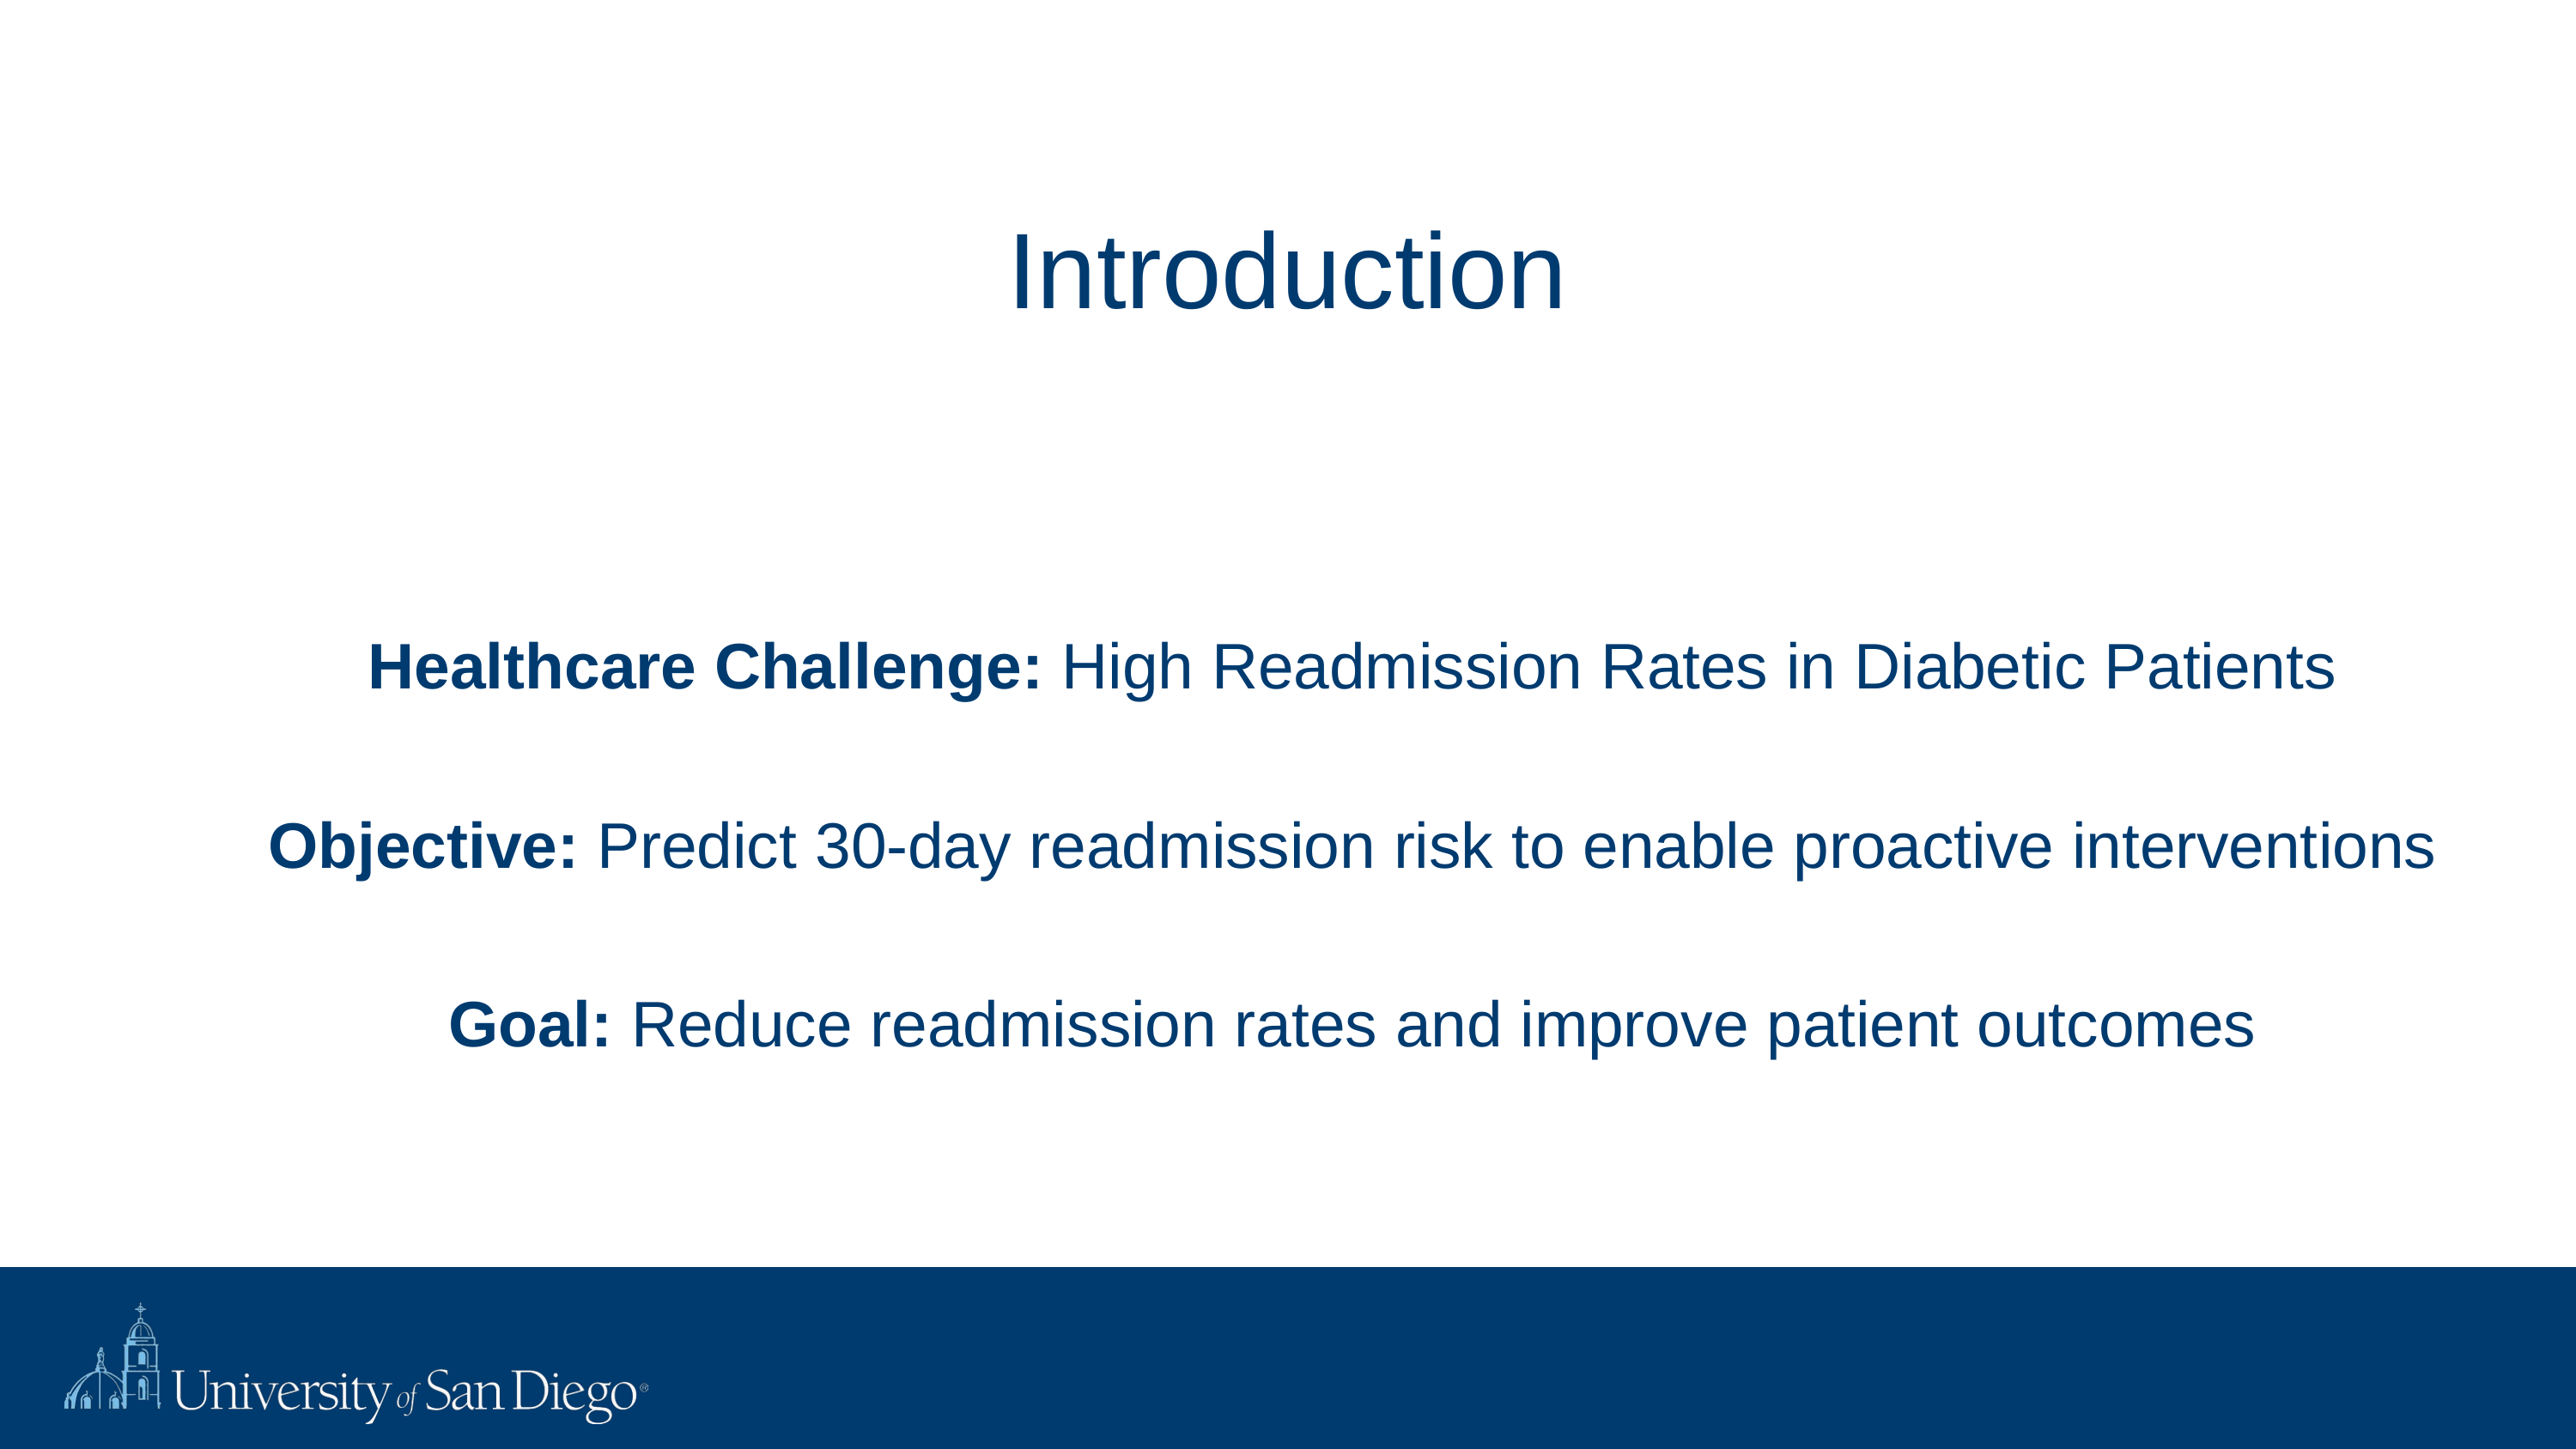 Introduction
Healthcare Challenge: High Readmission Rates in Diabetic Patients
Objective: Predict 30-day readmission risk to enable proactive interventions
Goal: Reduce readmission rates and improve patient outcomes
University of San Diego®